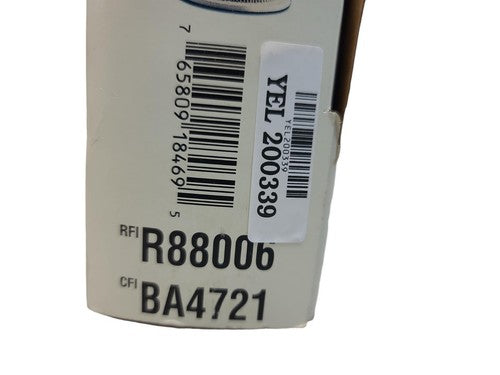 7 65809 18469 5
YEL 200339
YEL200339
RFI R88006
CFI BA4721